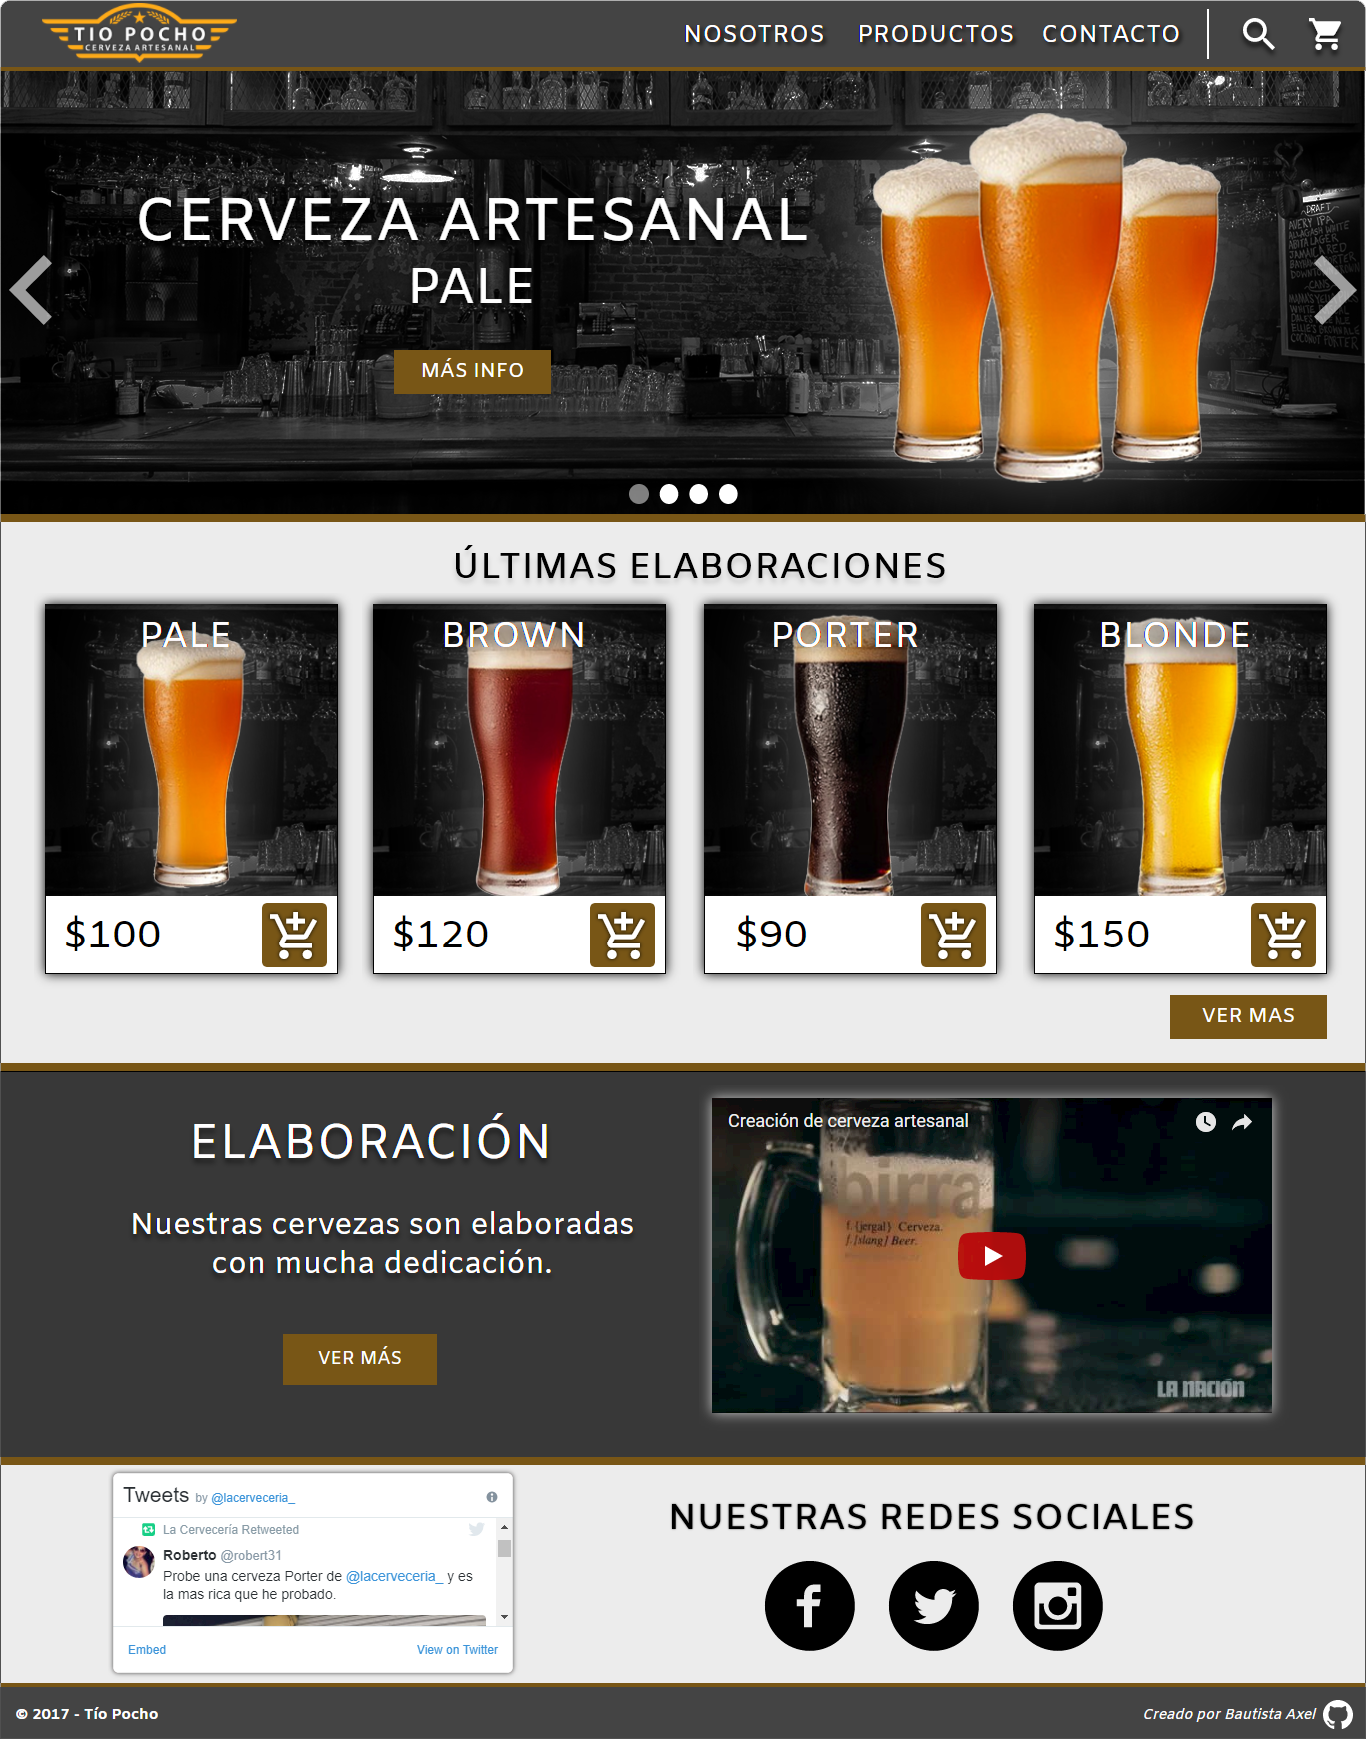 TIO POCHO
CERVEZA ARTESANAL
NOSOTROS PRODUCTOS CONTACTO
CERVEZA ARTESANAL
PALE
MÁS INFO
DRAFT
AVERY IPA
ALLAGASH WHITE
ABITA LAGER
JAMAICA RED
CANS
WHITE
COCONUT PORTER
ÚLTIMAS ELABORACIONES
PALE
BROWN
PORTER
BLONDE
$100
$120
$90
$150
VER MAS
ELABORACIÓN
Nuestras cervezas son elaboradas
con mucha dedicación.
VER MÁS
Creación de cerveza artesanal
birra
f. {jergal} Cerveza.
f. [slang] Beer.
LA NACION
Tweets by @lacerveceria_
La Cervecería Retweeted
Roberto @robert31
Probe una cerveza Porter de @lacerveceria_ y es
la mas rica que he probado.
Embed
View on Twitter
NUESTRAS REDES SOCIALES
© 2017 - Tío Pocho
Creado por Bautista Axel